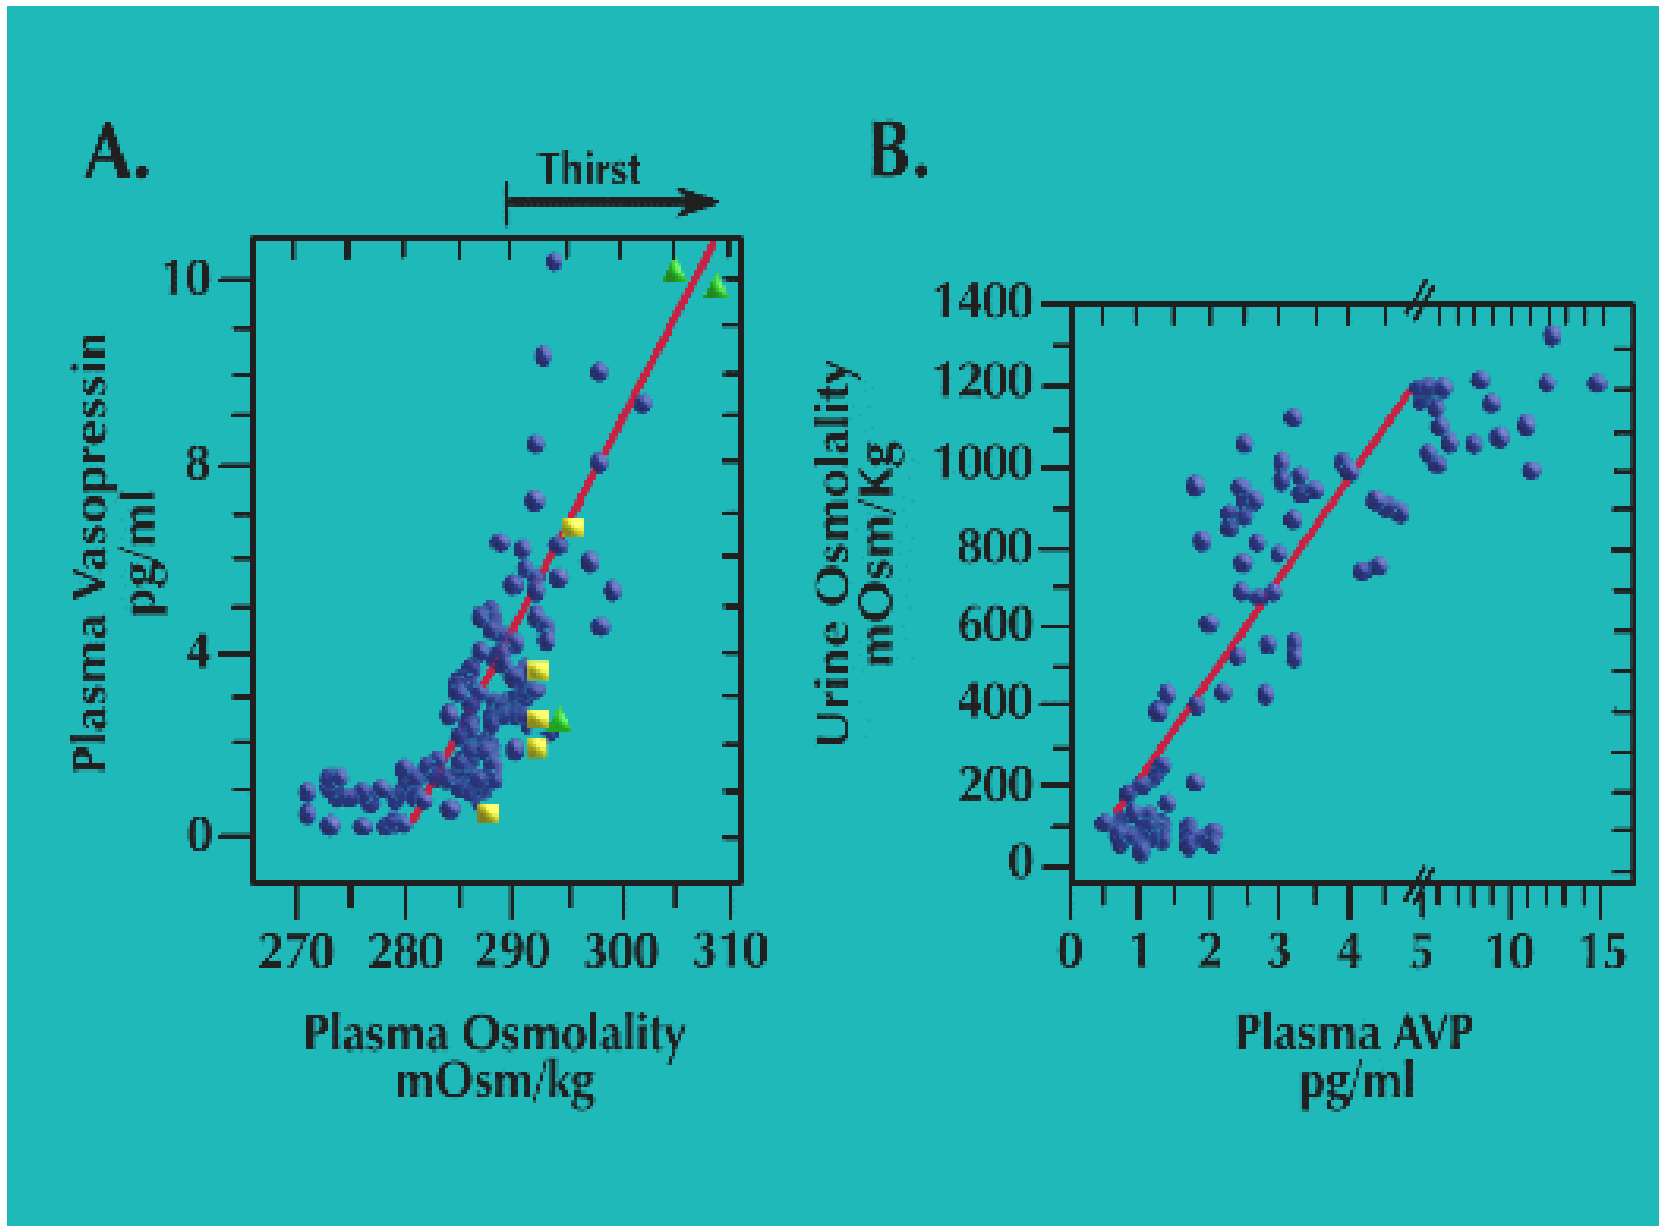 A.
Thirst
10
8
4
0
Plasma Vasopressin
pg/ml
270 280 290 300 310
Plasma Osmolality
mOsm/kg
B.
1400
1200
1000
800
600
400
200
0
Urine Osmolality
mOsm/Kg
0 1 2 3 4 5 10 15
Plasma AVP
pg/ml